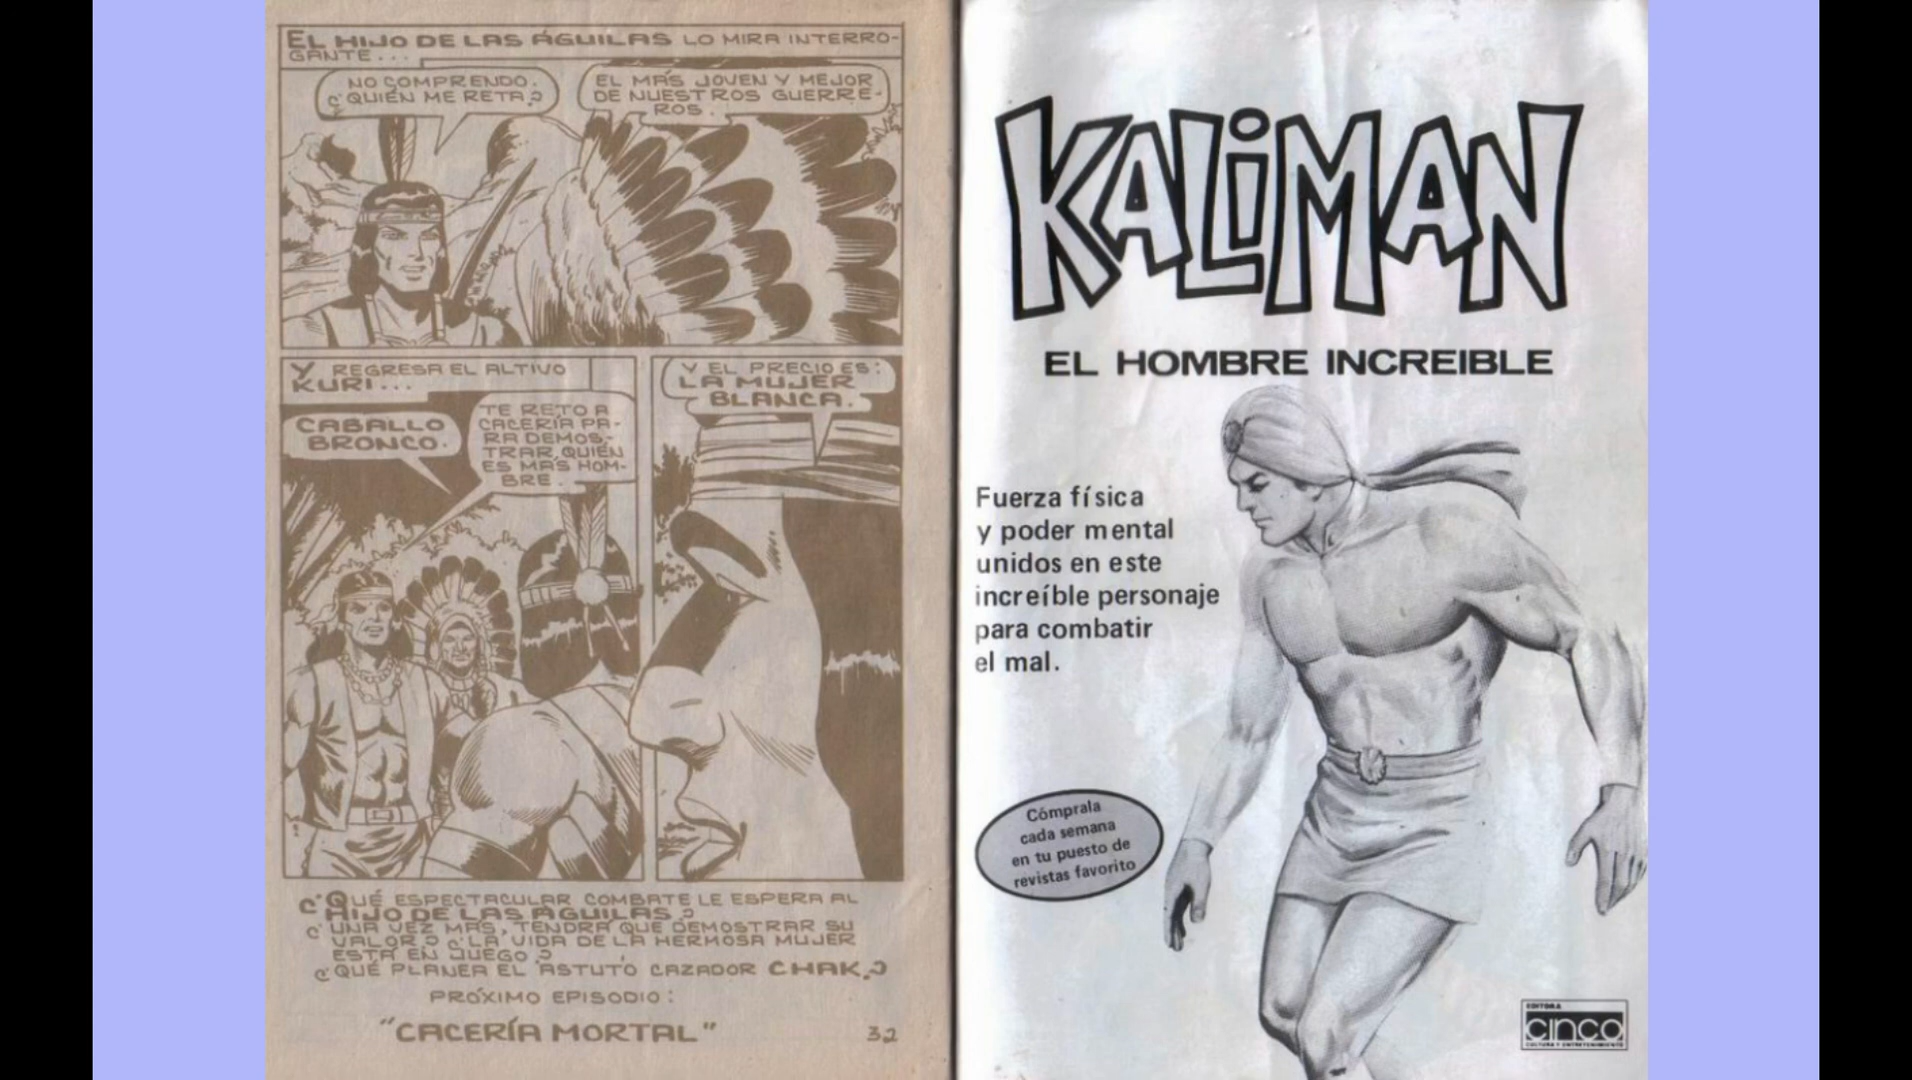 EL HIJO DE LAS ÁGUILAS LO MIRA INTERRO-
GANTE...
NO COMPRENDO.
¿QUIÉN ME RETA?
EL MÁS JOVEN Y MEJOR
DE NUESTROS GUERRE-
ROS.
Y REGRESA EL ALTIVO
KURI...
CABALLO
BRONCO.
TE RETO A
CACERÍA PA-
RA DEMOS-
TRAR QUIÉN
ES MÁS HOM-
BRE.
Y EL PRECIO ES:
LA MUJER
BLANCA.
¿QUÉ ESPECTACULAR COMBATE LE ESPERA AL
HIJO DE LAS ÁGUILAS?
¿UNA VEZ MÁS, TENDRÁ QUE DEMOSTRAR SU
VALOR? ¿LA VIDA DE LA HERMOSA MUJER
ESTÁ EN JUEGO?
¿QUÉ PLANEA EL ASTUTO CAZADOR CHAK?
PRÓXIMO EPISODIO:
"CACERÍA MORTAL"
32
KALIMAN
EL HOMBRE INCREIBLE
Fuerza física
y poder mental
unidos en este
increíble personaje
para combatir
el mal.
Cómprala
cada semana
en tu puesto de
revistas favorito
EDITORA
cinco
CULTURA Y ENTRETENIMIENTO